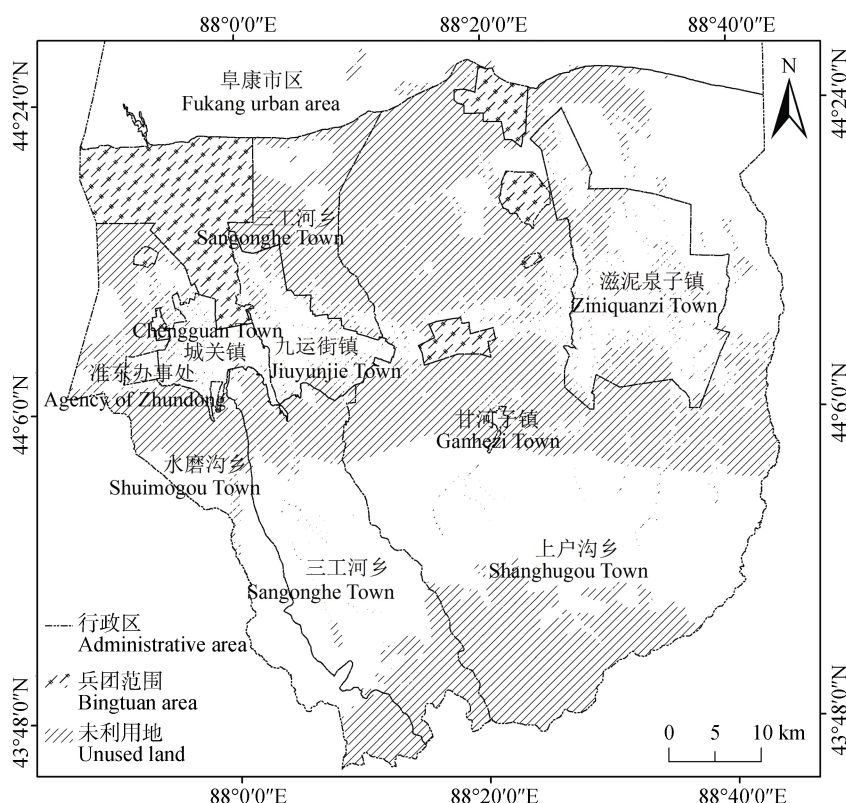 88°0′0″E
88°20′0″E
88°40′0″E
N
44°24′0″N
44°24′0″N
阜康市区
Fukang urban area
三工河乡
Sangonghe Town
滋泥泉子镇
Ziniquanzi Town
Chengguan Town
城关镇
九运街镇
Jiuyunjie Town
准东办事处
Agency of Zhundong
44°6′0″N
44°6′0″N
甘河子镇
Ganhezi Town
水磨沟乡
Shuimogou Town
上户沟乡
Shanghugou Town
三工河乡
Sangonghe Town
行政区
Administrative area
兵团范围
Bingtuan area
未利用地
Unused land
0 5 10 km
43°48′0″N
43°48′0″N
88°0′0″E
88°20′0″E
88°40′0″E